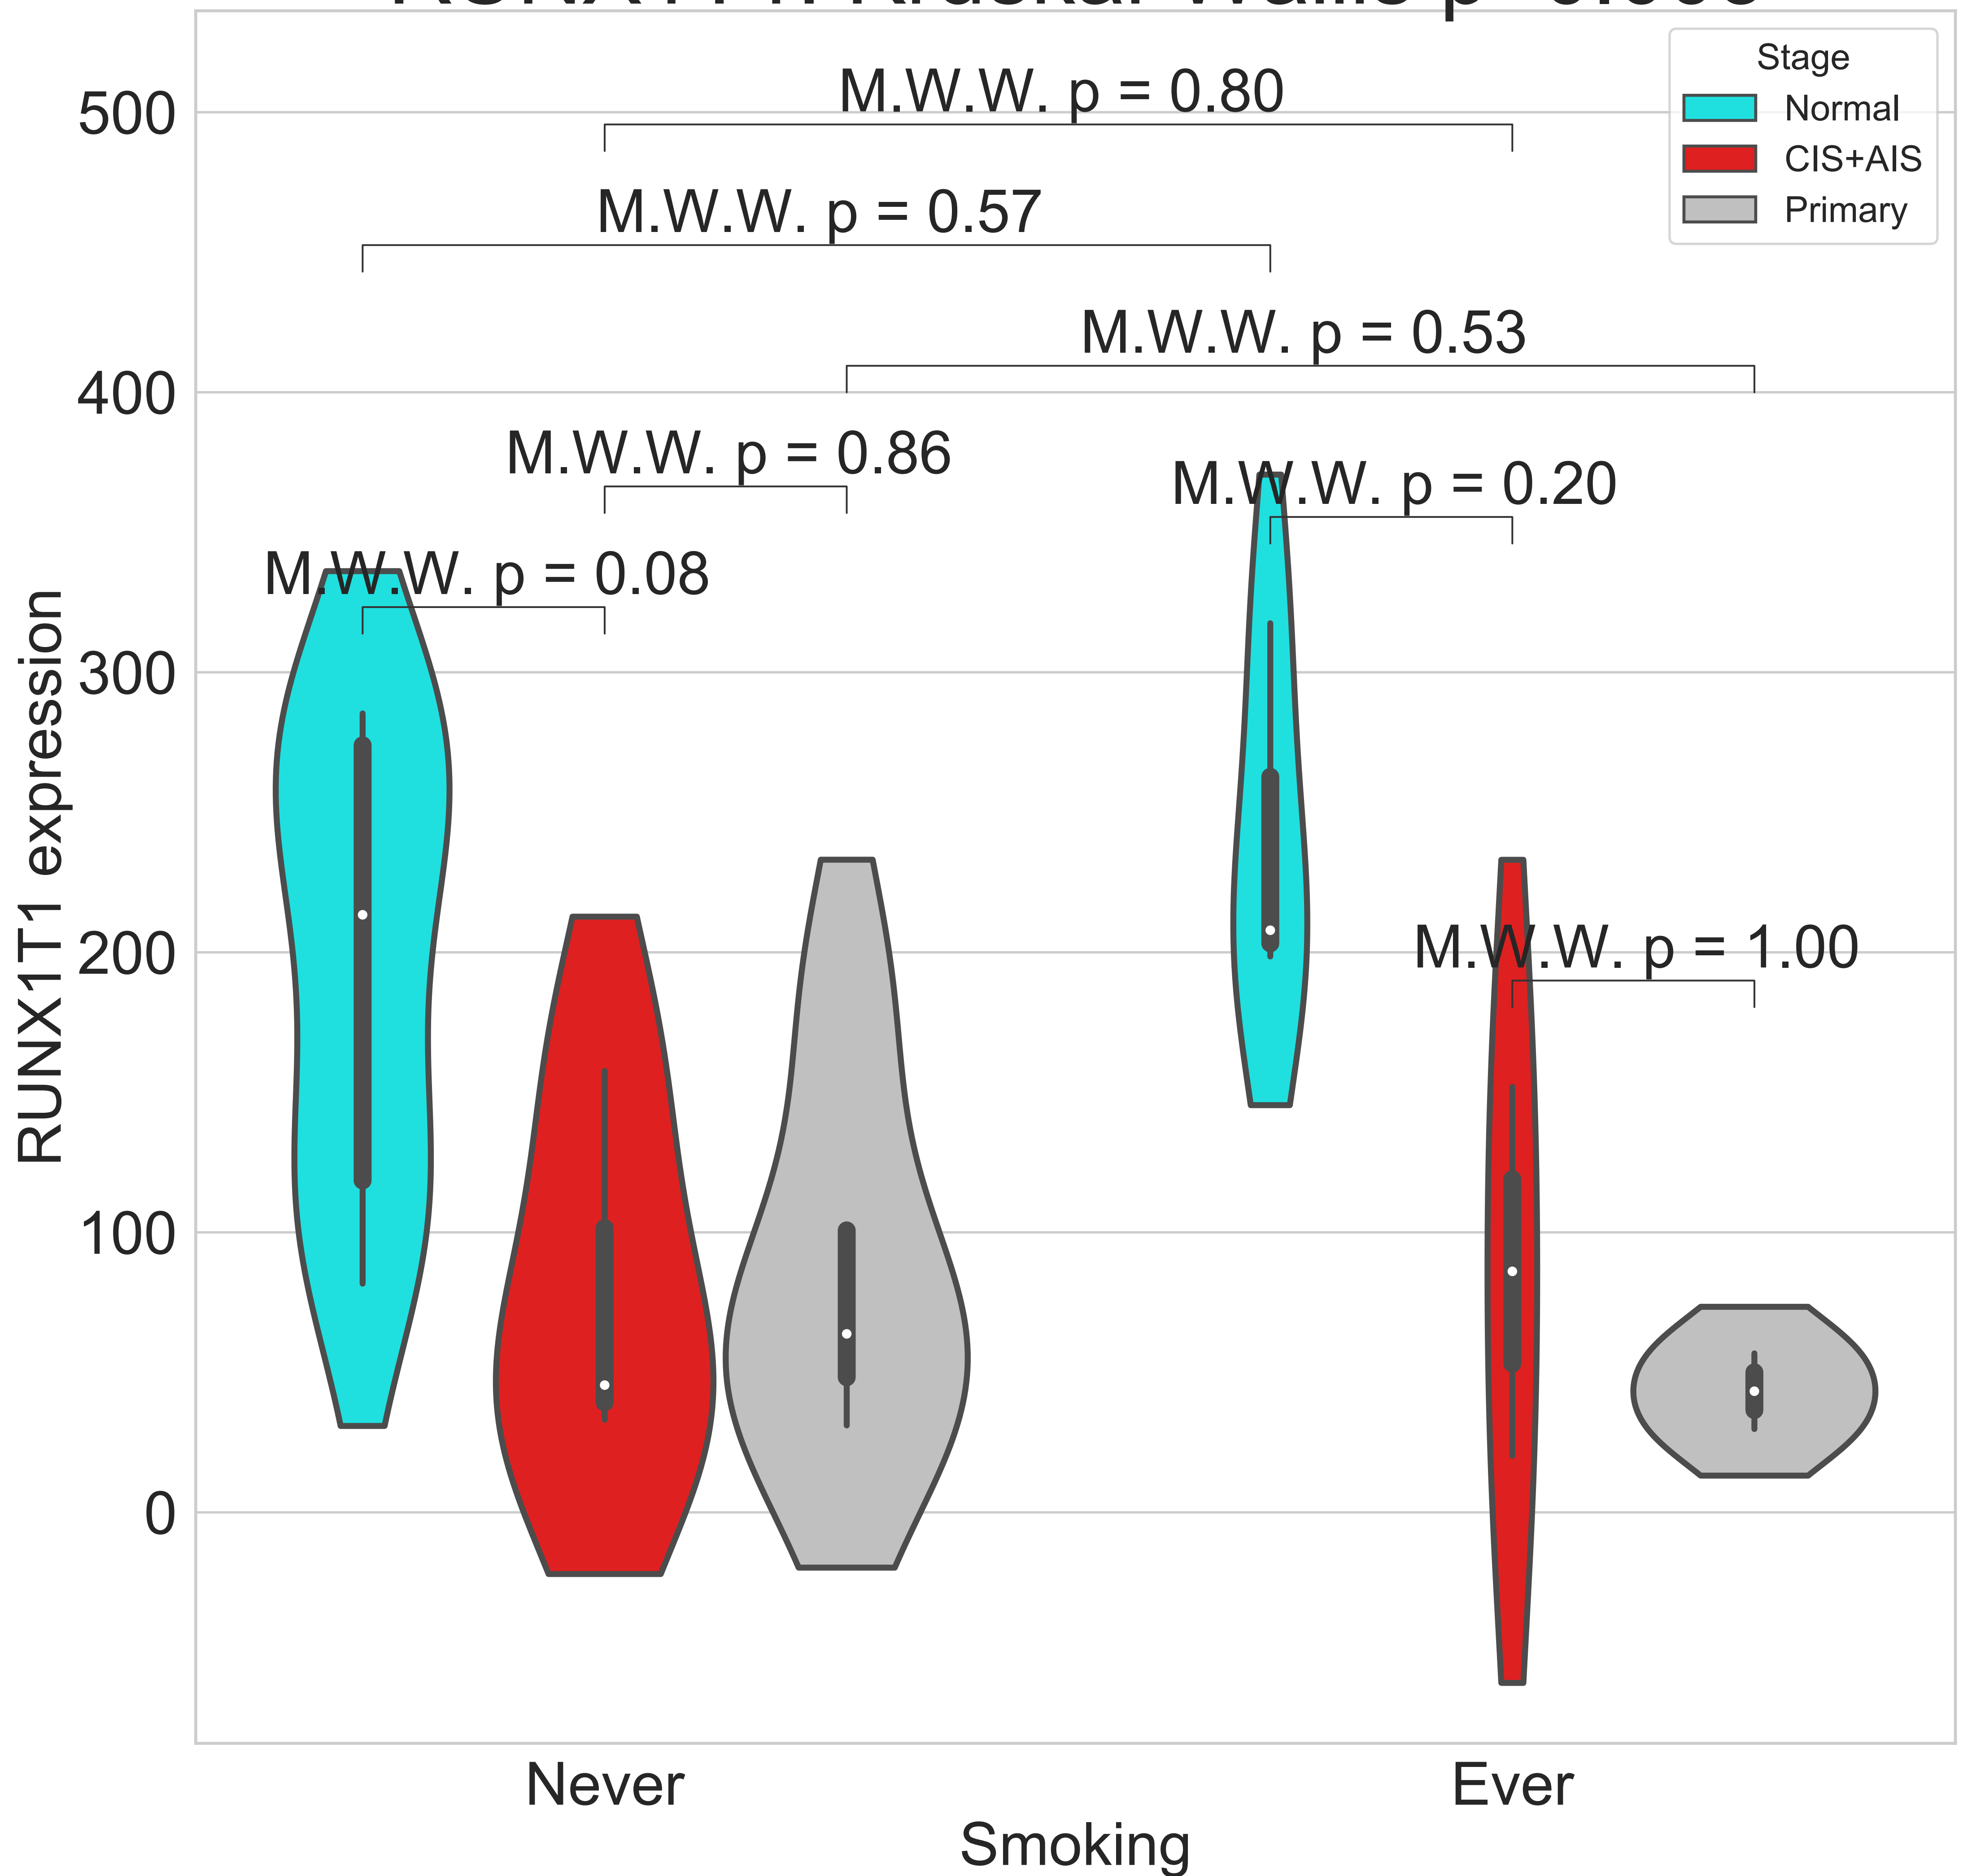 Stage
Normal
CIS+AIS
Primary
M.W.W. p = 0.80
M.W.W. p = 0.57
M.W.W. p = 0.53
M.W.W. p = 0.86
M.W.W. p = 0.20
M.W.W. p = 0.08
M.W.W. p = 1.00
500
400
300
200
100
0
RUNX1T1 expression
Never
Ever
Smoking